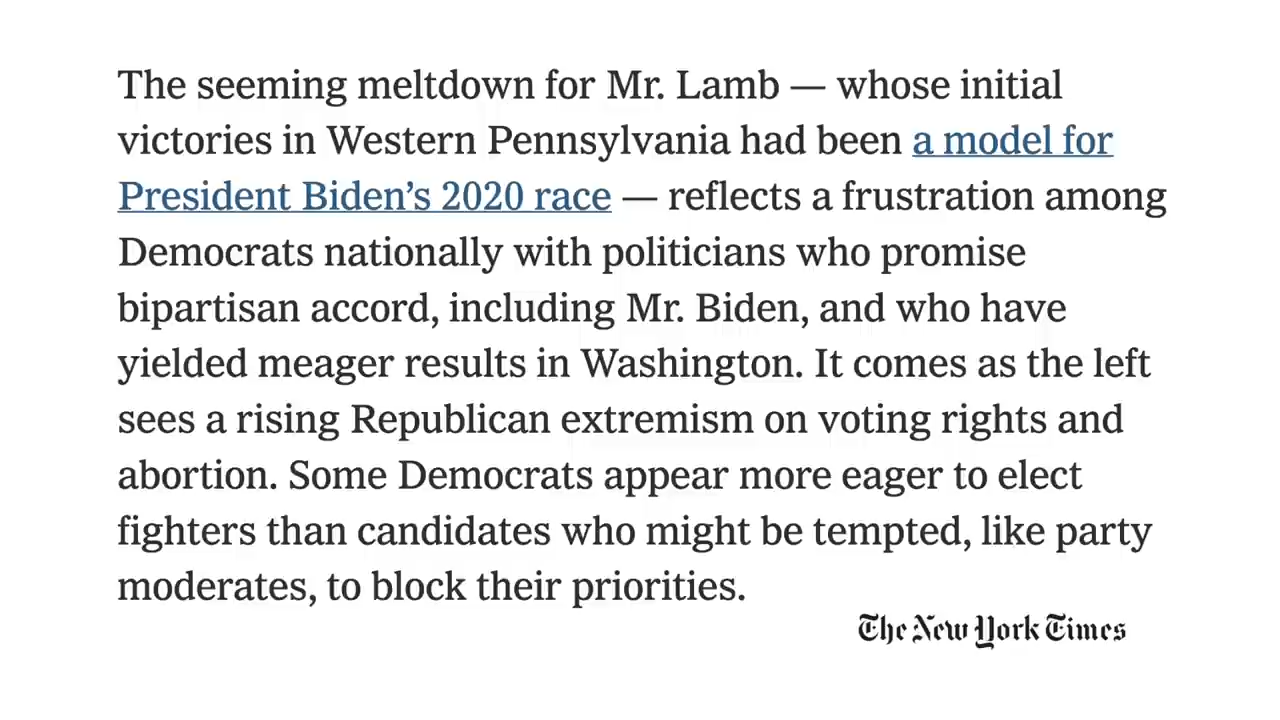 The seeming meltdown for Mr. Lamb — whose initial
victories in Western Pennsylvania had been a model for
President Biden’s 2020 race — reflects a frustration among
Democrats nationally with politicians who promise
bipartisan accord, including Mr. Biden, and who have
yielded meager results in Washington. It comes as the left
sees a rising Republican extremism on voting rights and
abortion. Some Democrats appear more eager to elect
fighters than candidates who might be tempted, like party
moderates, to block their priorities.
The New York Times